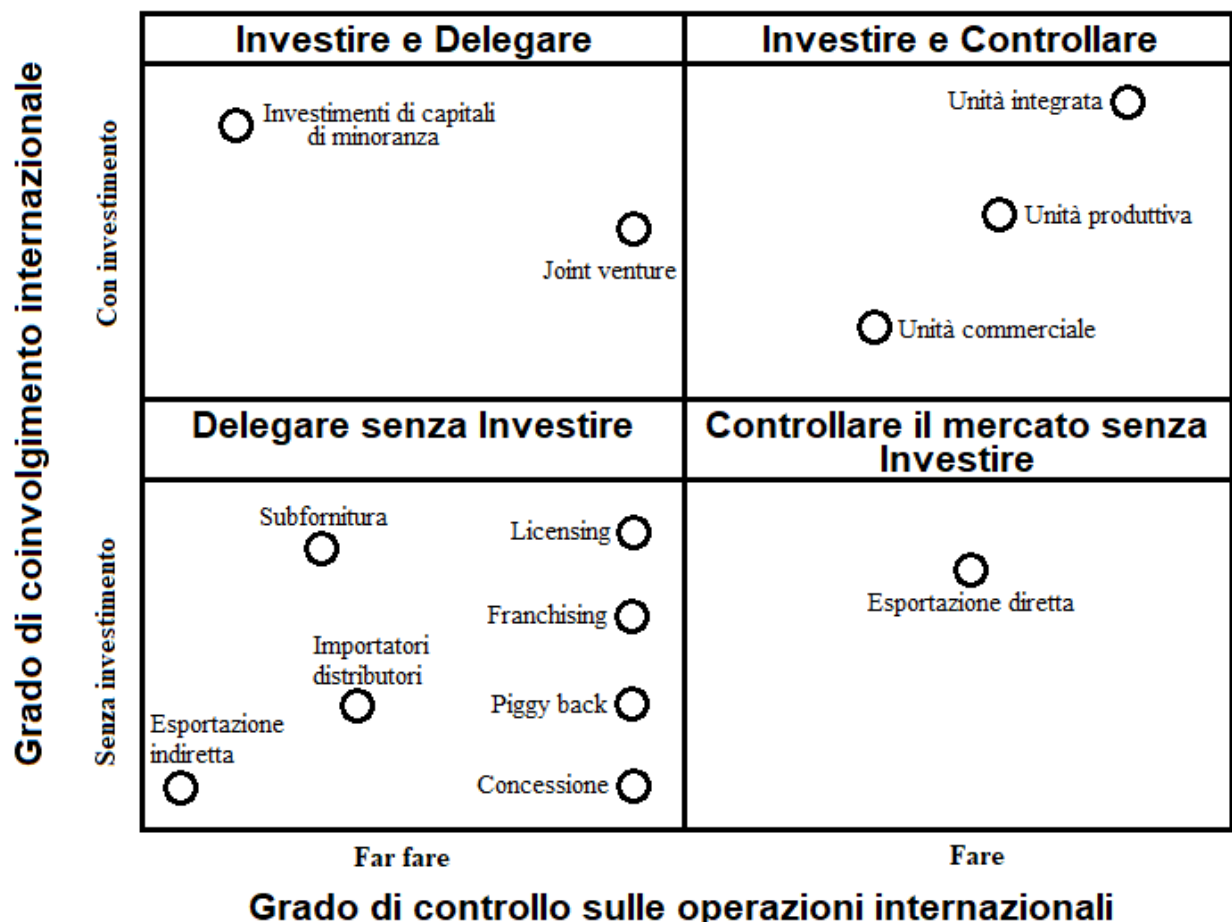 Investire e Delegare
Investire e Controllare
Grado di coinvolgimento internazionale
Con investimento
Investimenti di capitali
di minoranza
Joint venture
Unità integrata
Unità produttiva
Unità commerciale
Delegare senza Investire
Controllare il mercato senza
Investire
Senza investimento
Subfornitura
Licensing
Franchising
Importatori
distributori
Piggy back
Esportazione
indiretta
Concessione
Esportazione diretta
Far fare
Fare
Grado di controllo sulle operazioni internazionali